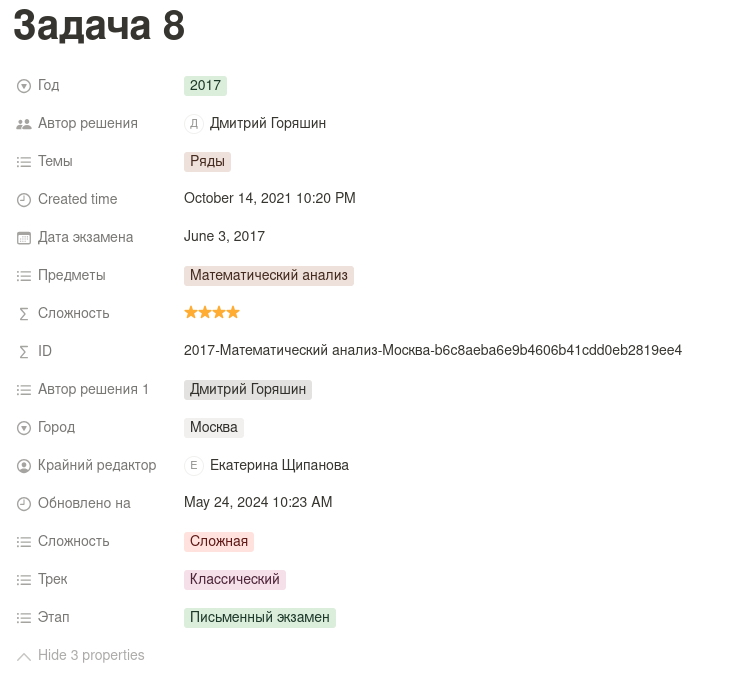 Задача 8
Год 2017
Автор решения Д Дмитрий Горяшин
Темы Ряды
Created time October 14, 2021 10:20 PM
Дата экзамена June 3, 2017
Предметы Математический анализ
Сложность ⭐⭐⭐⭐
ID 2017-Математический анализ-Москва-b6c8aeba6e9b4606b41cdd0eb2819ee4
Автор решения 1 Дмитрий Горяшин
Город Москва
Крайний редактор E Екатерина Щипанова
Обновлено на May 24, 2024 10:23 AM
Сложность Сложная
Трек Классический
Этап Письменный экзамен
Hide 3 properties